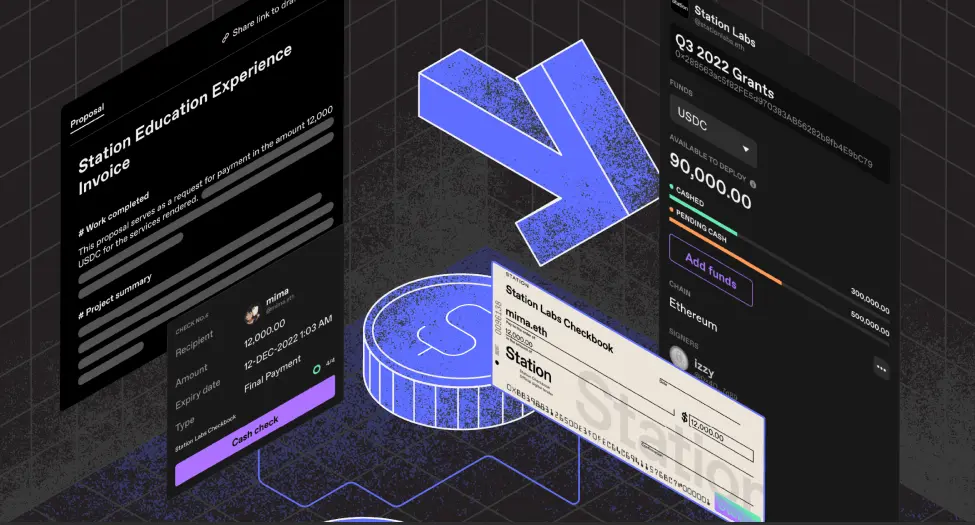 Share link to
Proposal
Station Education Experience
Invoice
# Work completed
This proposal serves as a request for payment in the amount 12,000
USDC for the services rendered.
# Project summary
CHECK NO.4
Recipient
mima
Amount
12,000.00
Expiry date
12-DEC-2022 1:03 AM
Type
Final Payment
4/4
Station Labs Checkbook
Cash check
STATION
Station Labs Checkbook
mima.eth
12,000.00
Station
$
12,000.00
Station
Station Labs
@stationlabs.eth
Q3 2022 Grants
FUNDS
USDC
AVAILABLE TO DEPLOY
90,000.00
CASHED
PENDING CASH
300,000.00
500,000.00
Add funds
CHAIN
Ethereum
SIGNERS
izzy